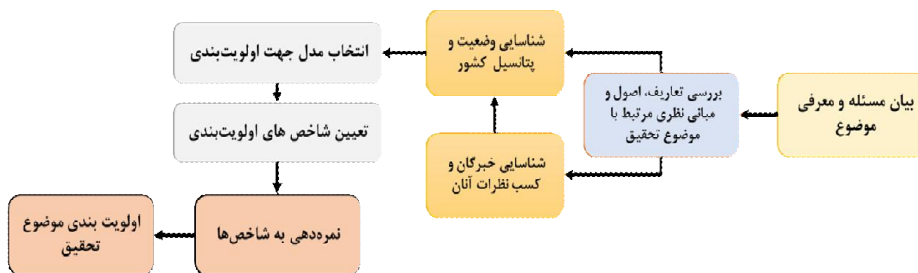 بیان مسئله و معرفی
موضوع
بررسی تعاریف، اصول و
مبانی نظری مرتبط با
موضوع تحقیق
شناسایی وضعیت و
پتانسیل کشور
شناسایی خبرگان و
کسب نظرات آنان
انتخاب مدل جهت اولویت‌بندی
تعیین شاخص های اولویت‌بندی
نمره‌دهی به شاخص‌ها
اولویت بندی موضوع
تحقیق